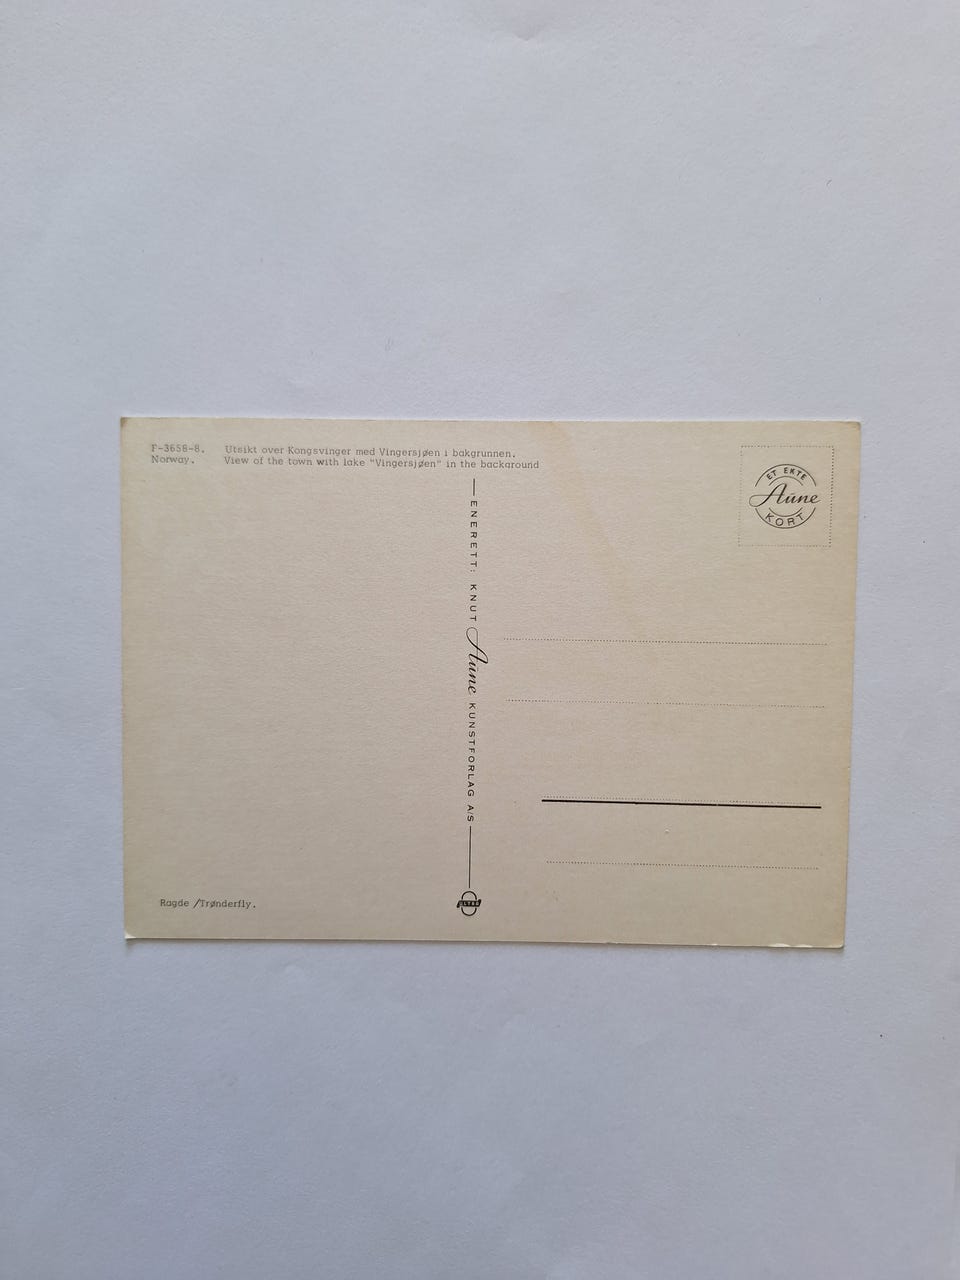 F-3658-8. Utsikt over Kongsvinger med Vingersjøen i bakgrunnen.
Norway. View of the town with lake "Vingersjøen" in the background
ET EKTE
Aune
KORT
ENERETT: KNUT Aune KUNSTFORLAG A/S
ULTRA
Ragde /Trønderfly.